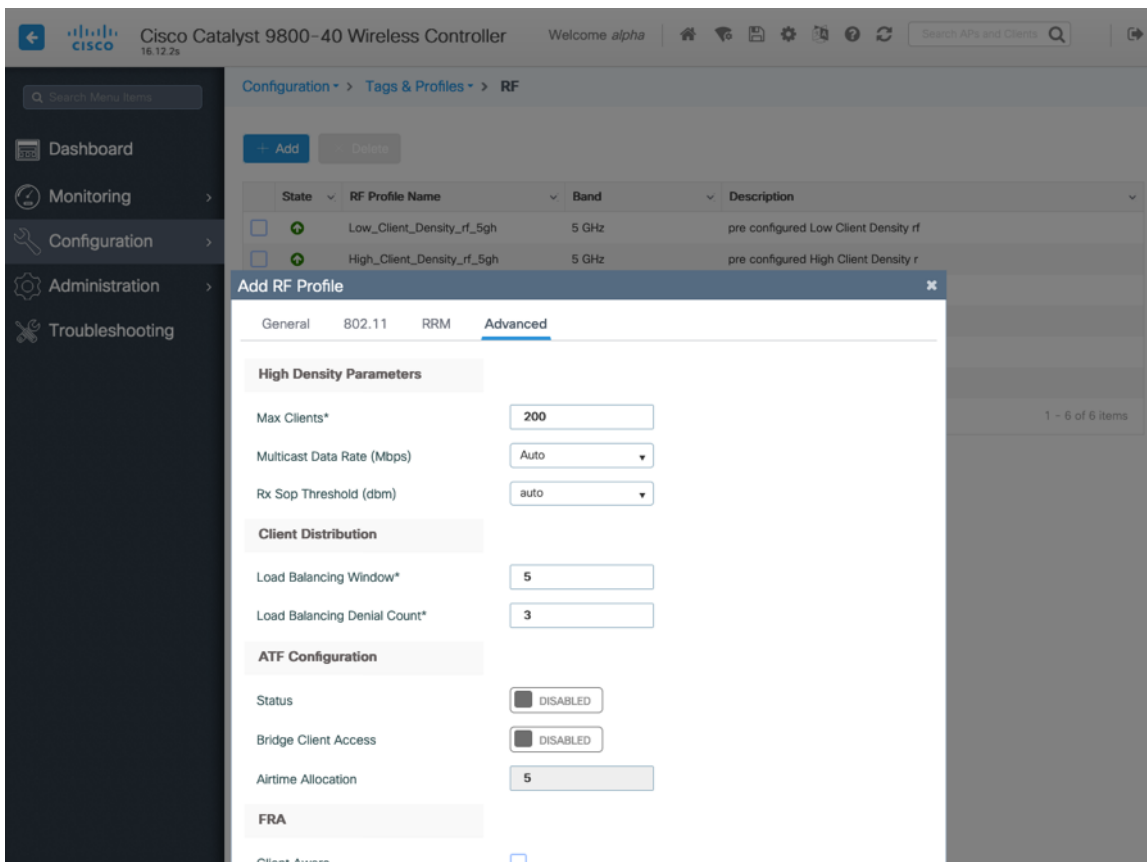 CISCO
Cisco Catalyst 9800-40 Wireless Controller
16.12.2s
Welcome alpha
Search APs and Clients
Search Menu Items
Configuration > Tags & Profiles > RF
Dashboard
Monitoring
Configuration
Administration
Troubleshooting
+ Add
× Delete
State RF Profile Name Band Description
Low_Client_Density_rf_5gh 5 GHz pre configured Low Client Density rf
High_Client_Density_rf_5gh 5 GHz pre configured High Client Density r
1 - 6 of 6 items
Add RF Profile
General 802.11 RRM Advanced
High Density Parameters
Max Clients* 200
Multicast Data Rate (Mbps) Auto
Rx Sop Threshold (dbm) auto
Client Distribution
Load Balancing Window* 5
Load Balancing Denial Count* 3
ATF Configuration
Status DISABLED
Bridge Client Access DISABLED
Airtime Allocation 5
FRA
Client Aware